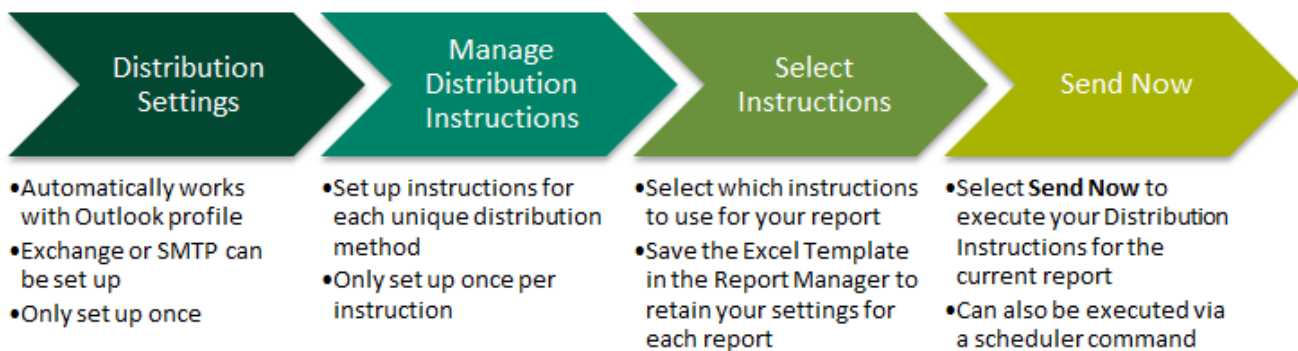 Distribution
Settings
Manage
Distribution
Instructions
Select
Instructions
Send Now
•Automatically works
with Outlook profile
•Exchange or SMTP can
be set up
•Only set up once
•Set up instructions for
each unique distribution
method
•Only set up once per
instruction
•Select which instructions
to use for your report
•Save the Excel Template
in the Report Manager to
retain your settings for
each report
•Select Send Now to
execute your Distribution
Instructions for the
current report
•Can also be executed via
a scheduler command